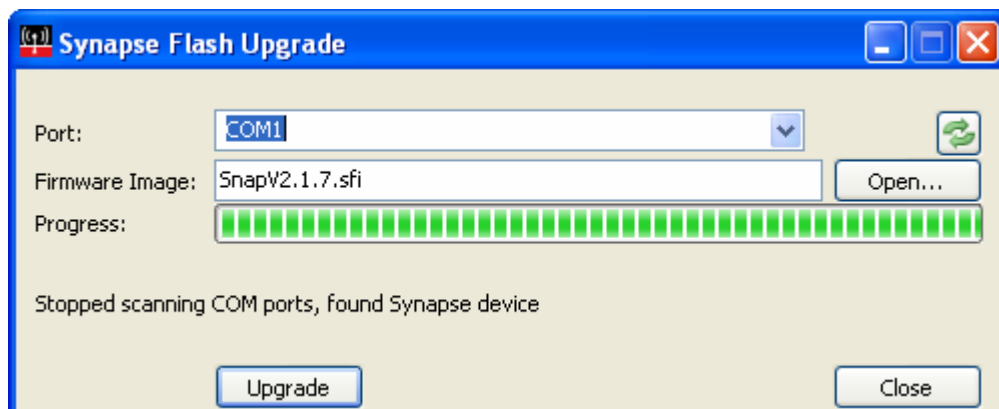 Synapse Flash Upgrade
Port: COM1
Firmware Image: SnapV2.1.7.sfi Open...
Progress:
Stopped scanning COM ports, found Synapse device
Upgrade Close